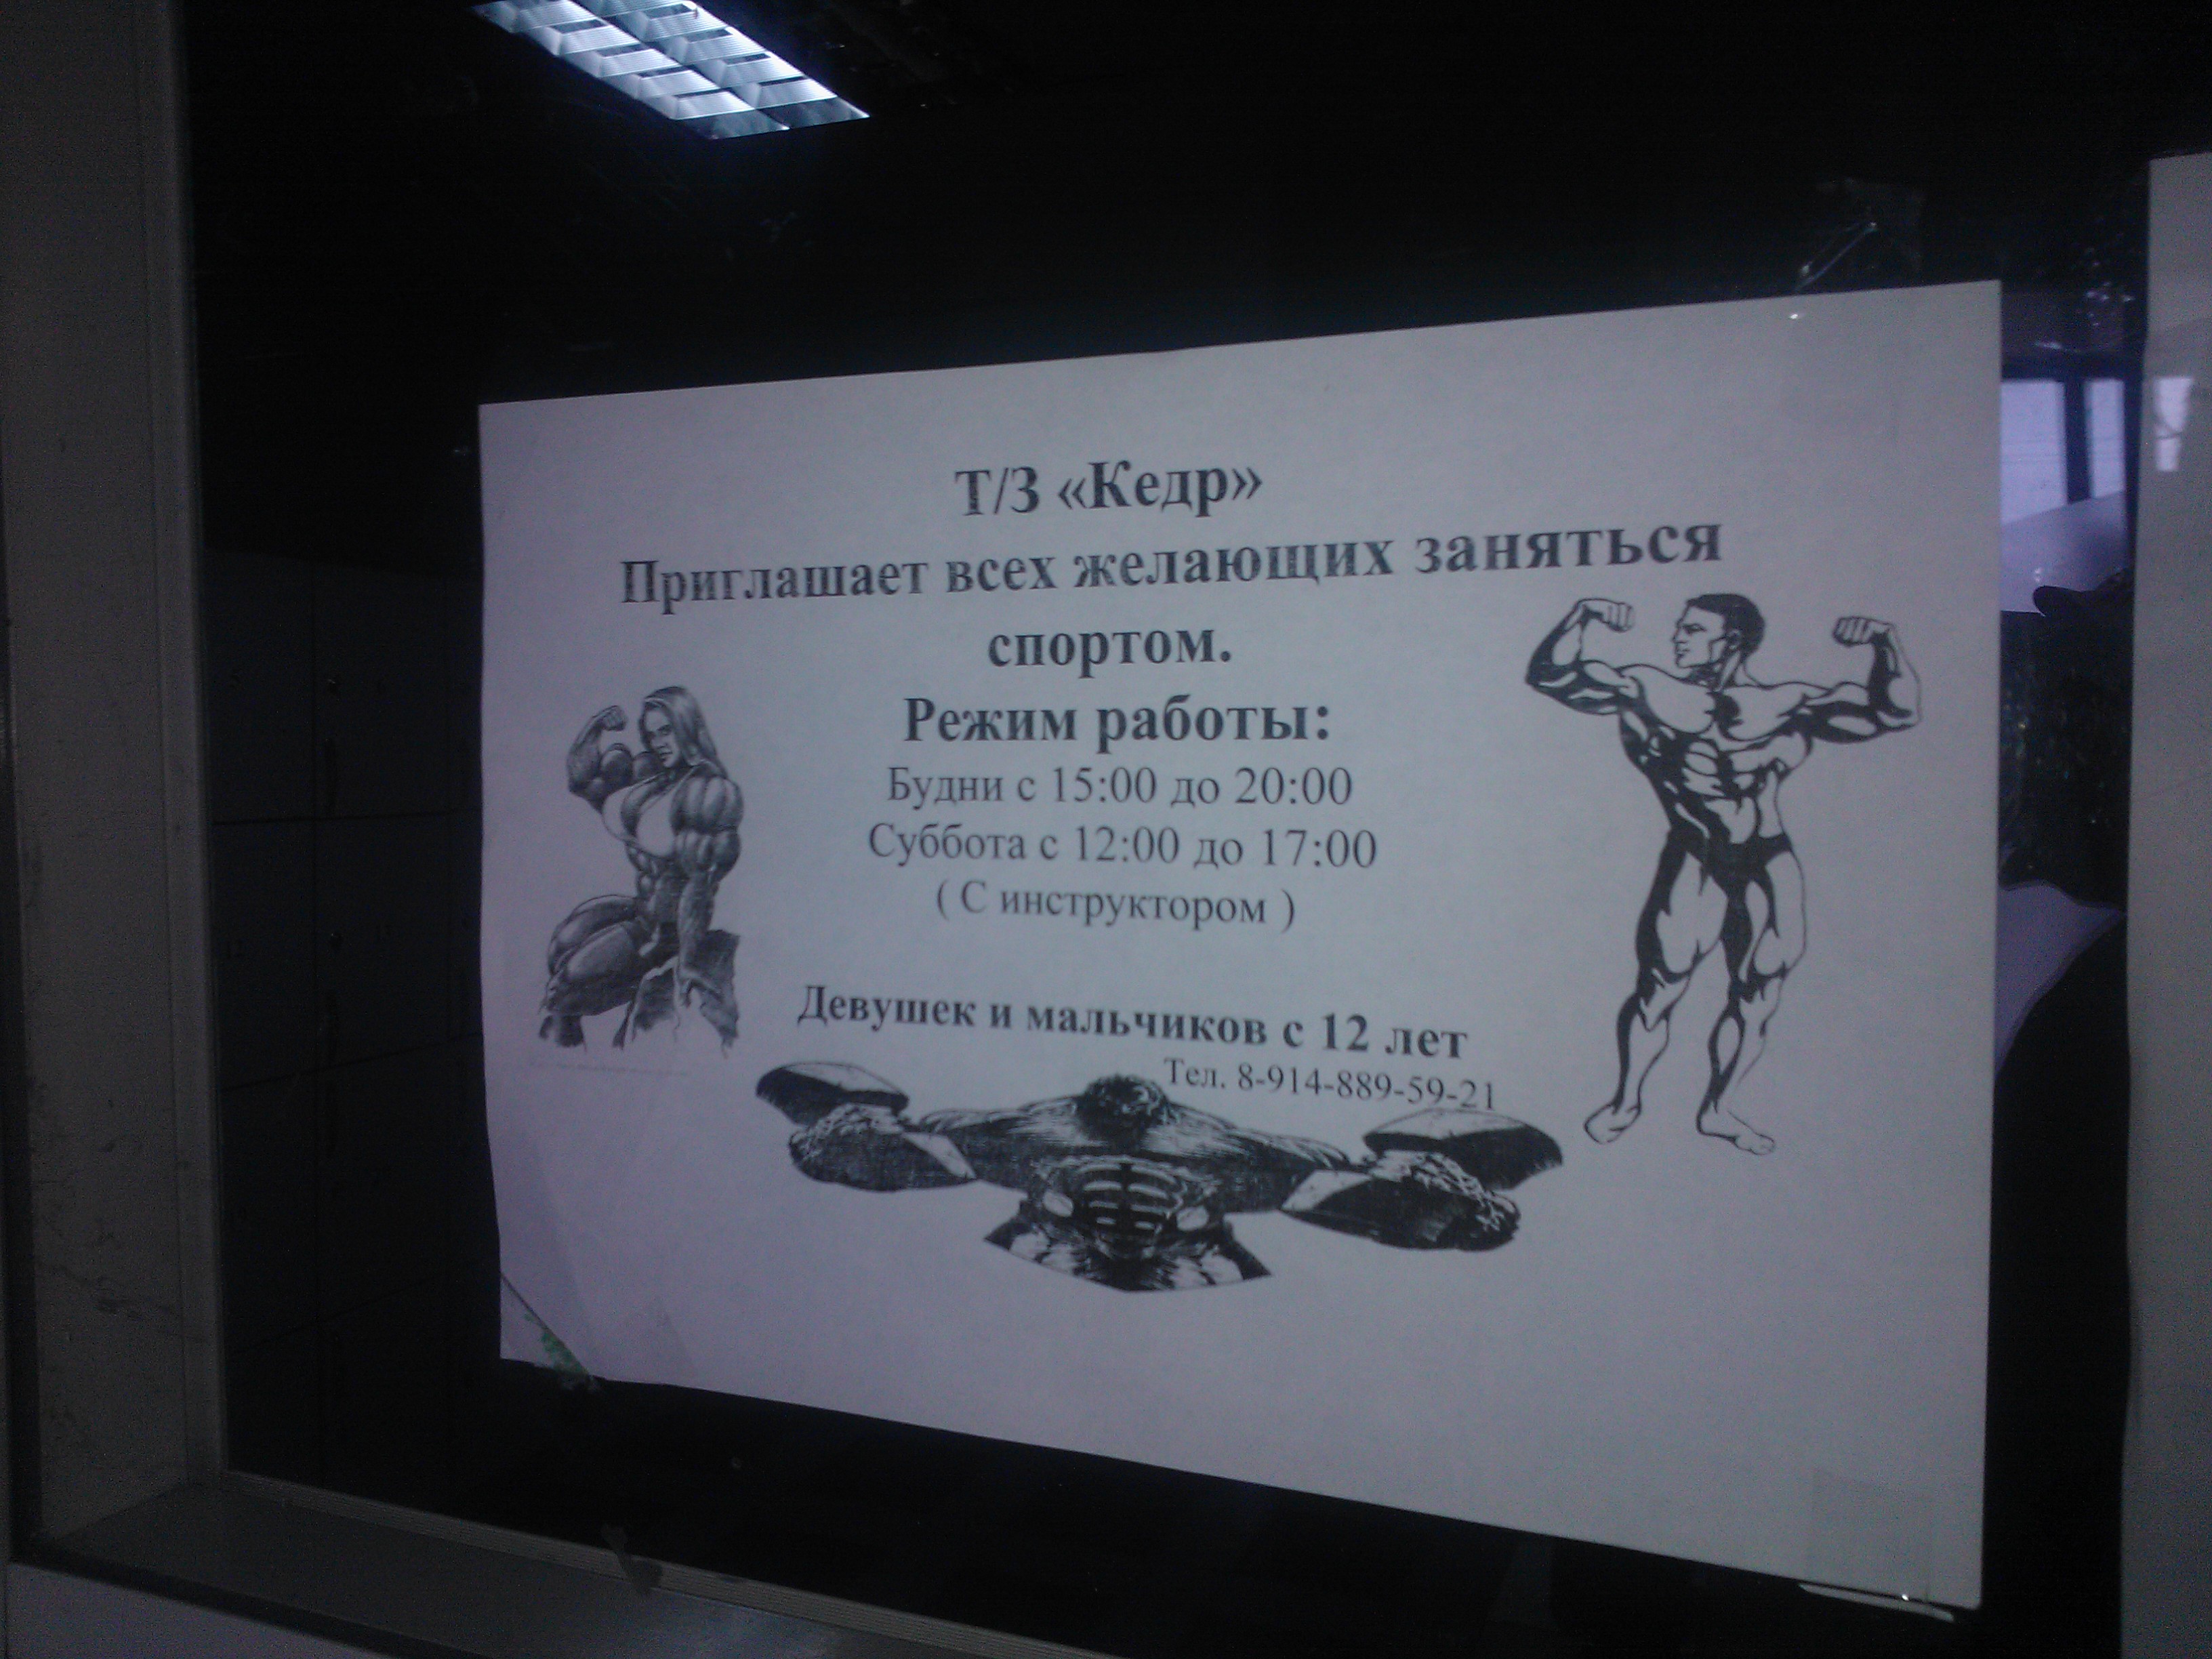 Т/З «Кедр»
Приглашает всех желающих заняться
спортом.
Режим работы:
Будни с 15:00 до 20:00
Суббота с 12:00 до 17:00
( С инструктором )
Девушек и мальчиков с 12 лет
Тел. 8-914-889-59-21